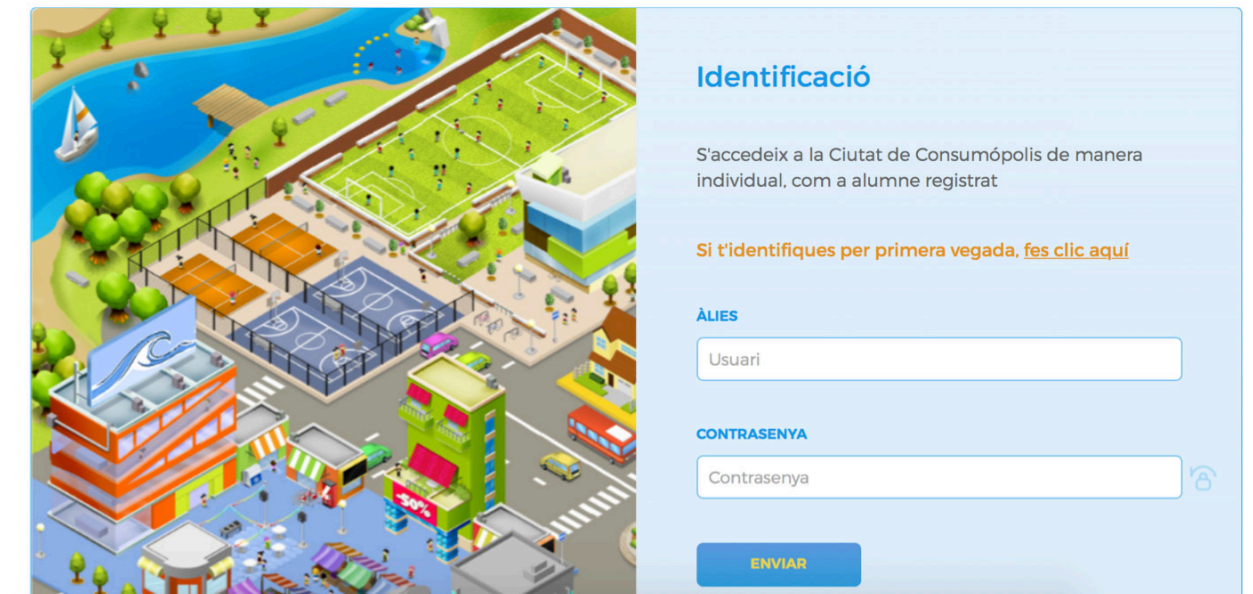 Identificació
S'accedeix a la Ciutat de Consumópolis de manera
individual, com a alumne registrat
Si t'identifiques per primera vegada, fes clic aquí
ÀLIES
Usuari
CONTRASENYA
Contrasenya
ENVIAR
-50%